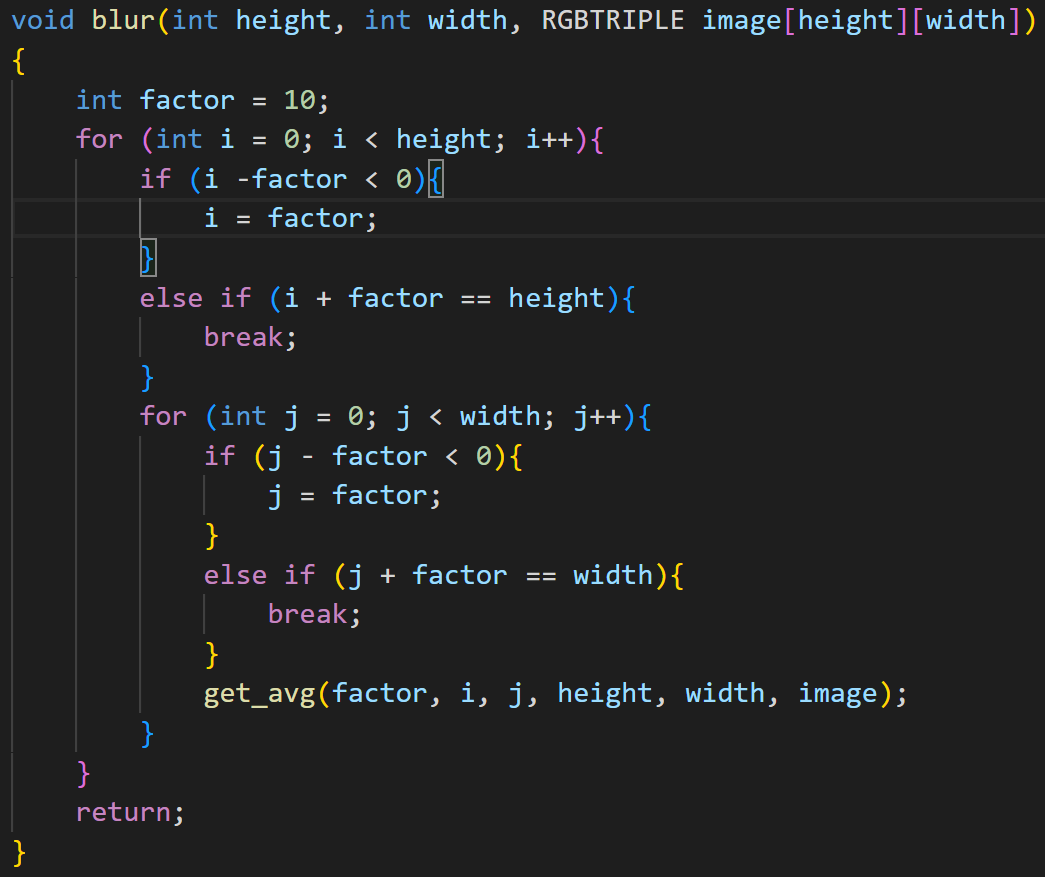 void blur(int height, int width, RGBTRIPLE image[height][width])
{
    int factor = 10;
    for (int i = 0; i < height; i++){
        if (i -factor < 0){
            i = factor;
        }
        else if (i + factor == height){
            break;
        }
        for (int j = 0; j < width; j++){
            if (j - factor < 0){
                j = factor;
            }
            else if (j + factor == width){
                break;
            }
            get_avg(factor, i, j, height, width, image);
        }
    }
    return;
}